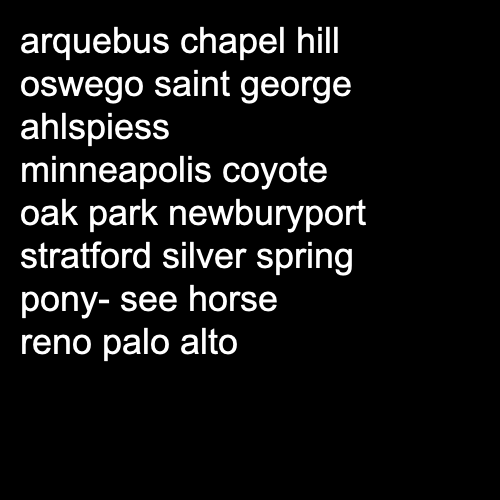 arquebus chapel hill
oswego saint george
ahlspiess
minneapolis coyote
oak park newburyport
stratford silver spring
pony- see horse
reno palo alto